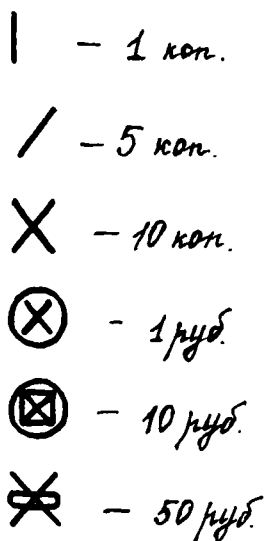 | – 1 коп.
/ – 5 коп.
X – 10 коп.
ⓧ - 1 руб.
– 10 руб.
– 50 руб.